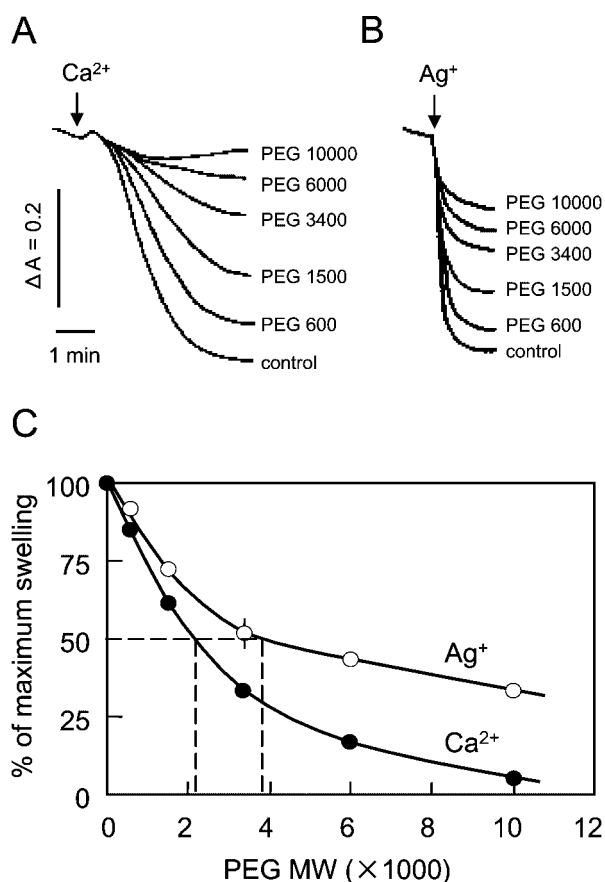 A
Ca²⁺
PEG 10000
PEG 6000
PEG 3400
PEG 1500
PEG 600
control
ΔA = 0.2
1 min
B
Ag⁺
PEG 10000
PEG 6000
PEG 3400
PEG 1500
PEG 600
control
C
% of maximum swelling
100
75
50
25
0
Ag⁺
Ca²⁺
0 2 4 6 8 10 12
PEG MW (×1000)